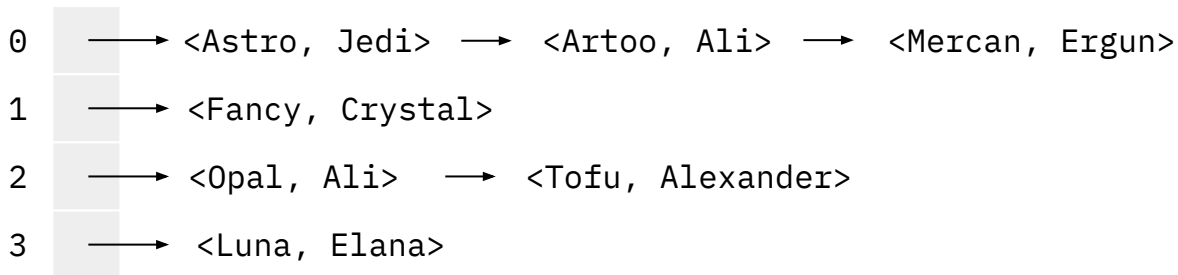 0 <Astro, Jedi> <Artoo, Ali> <Mercan, Ergun>
1 <Fancy, Crystal>
2 <Opal, Ali> <Tofu, Alexander>
3 <Luna, Elana>